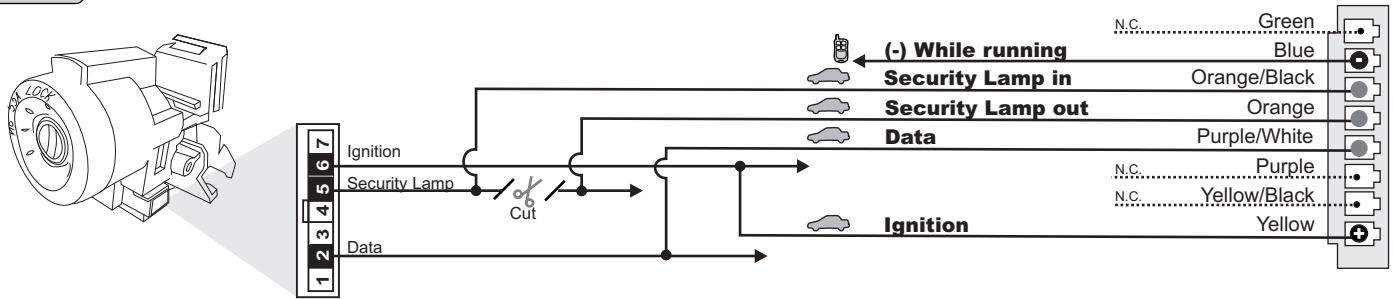 N.C. Green
(-) While running Blue
Security Lamp in Orange/Black
Security Lamp out Orange
Data Purple/White
N.C. Purple
N.C. Yellow/Black
Ignition Yellow
LOCK
7
6
5
4
3
2
1
Ignition
Security Lamp
Cut
Data